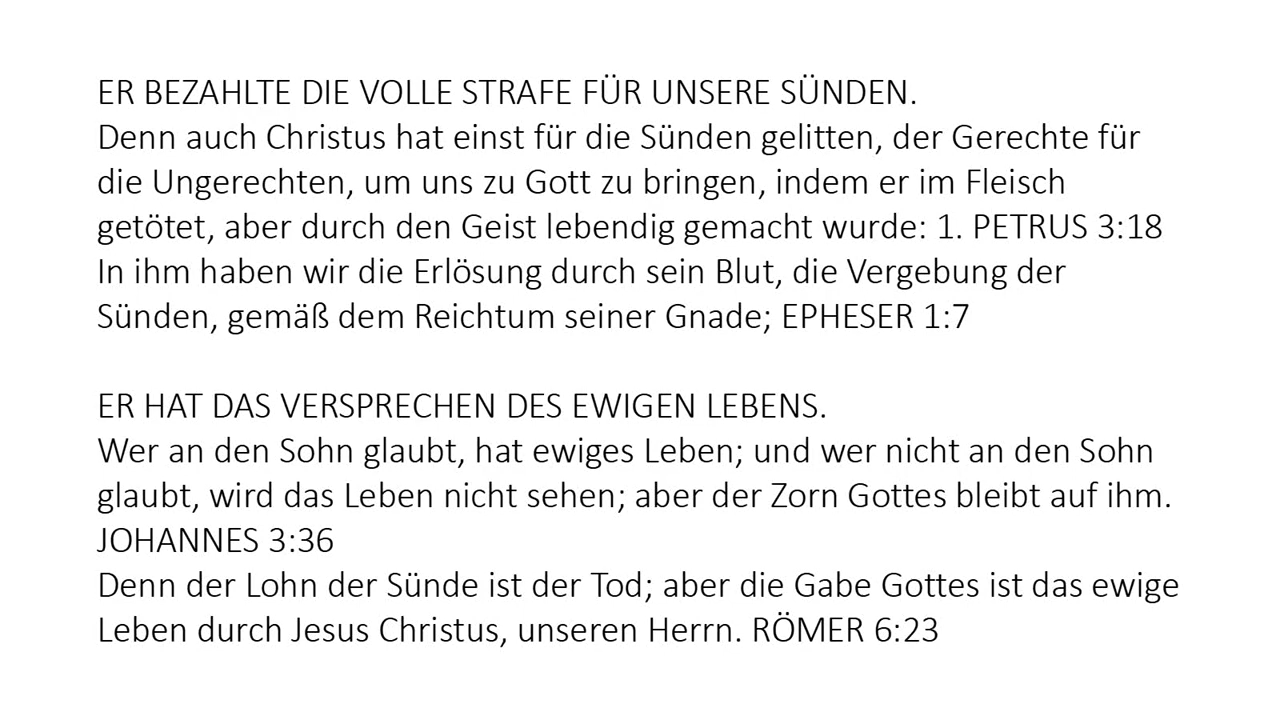 ER BEZAHLTE DIE VOLLE STRAFE FÜR UNSERE SÜNDEN.
Denn auch Christus hat einst für die Sünden gelitten, der Gerechte für
die Ungerechten, um uns zu Gott zu bringen, indem er im Fleisch
getötet, aber durch den Geist lebendig gemacht wurde: 1. PETRUS 3:18
In ihm haben wir die Erlösung durch sein Blut, die Vergebung der
Sünden, gemäß dem Reichtum seiner Gnade; EPHESER 1:7
ER HAT DAS VERSPRECHEN DES EWIGEN LEBENS.
Wer an den Sohn glaubt, hat ewiges Leben; und wer nicht an den Sohn
glaubt, wird das Leben nicht sehen; aber der Zorn Gottes bleibt auf ihm.
JOHANNES 3:36
Denn der Lohn der Sünde ist der Tod; aber die Gabe Gottes ist das ewige
Leben durch Jesus Christus, unseren Herrn. RÖMER 6:23